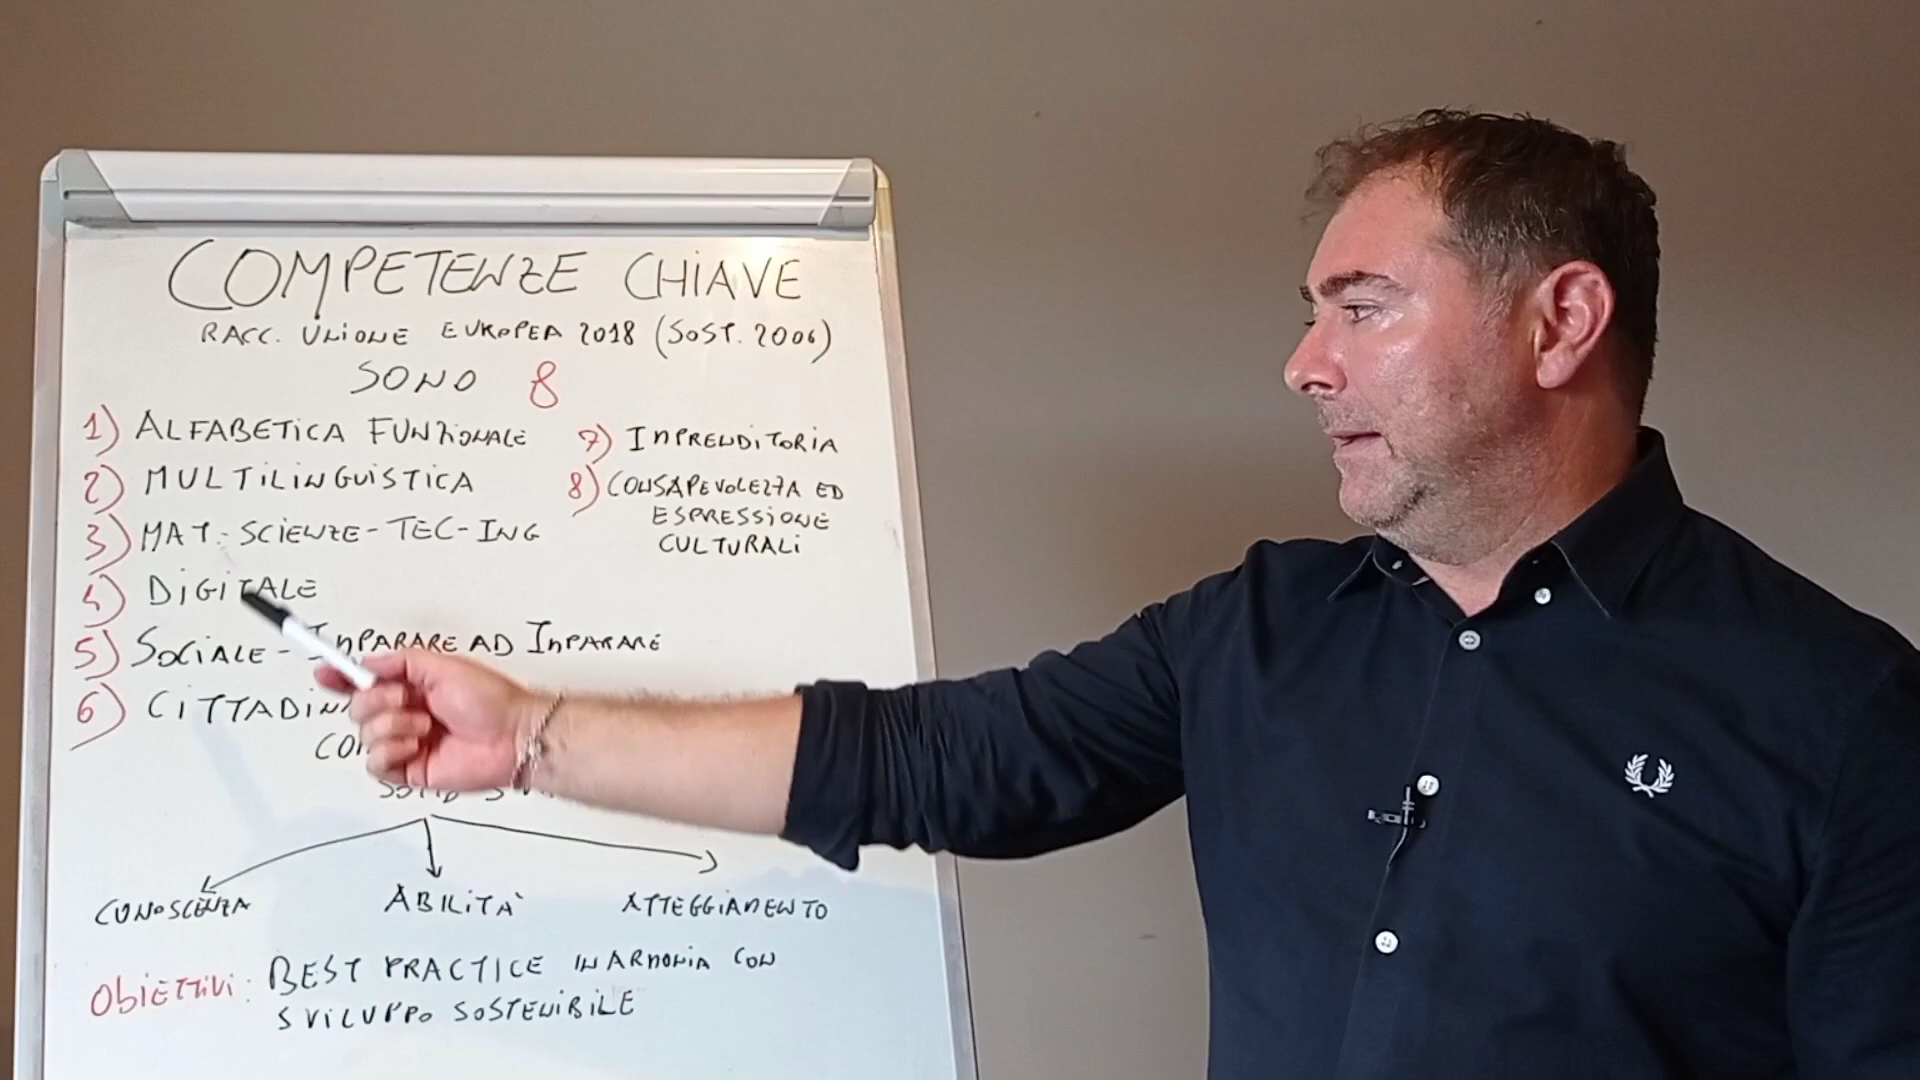 COMPETENZE CHIAVE
RACC. UNIONE EUROPEA 2018 (SOST. 2006)
SONO 8
1) ALFABETICA FUNZIONALE
2) MULTILINGUISTICA
3) MAT.-SCIENZE-TEC-ING
4) DIGITALE
5) SOCIALE - IMPARARE AD IMPARARE
6) CITTADIN
7) IMPRENDITORIA
8) CONSAPEVOLEZZA ED
ESPRESSIONE
CULTURALI
CONOSCENZA ABILITÀ ATTEGGIAMENTO
OBIETTIVI: BEST PRACTICE IN ARMONIA CON
SVILUPPO SOSTENIBILE